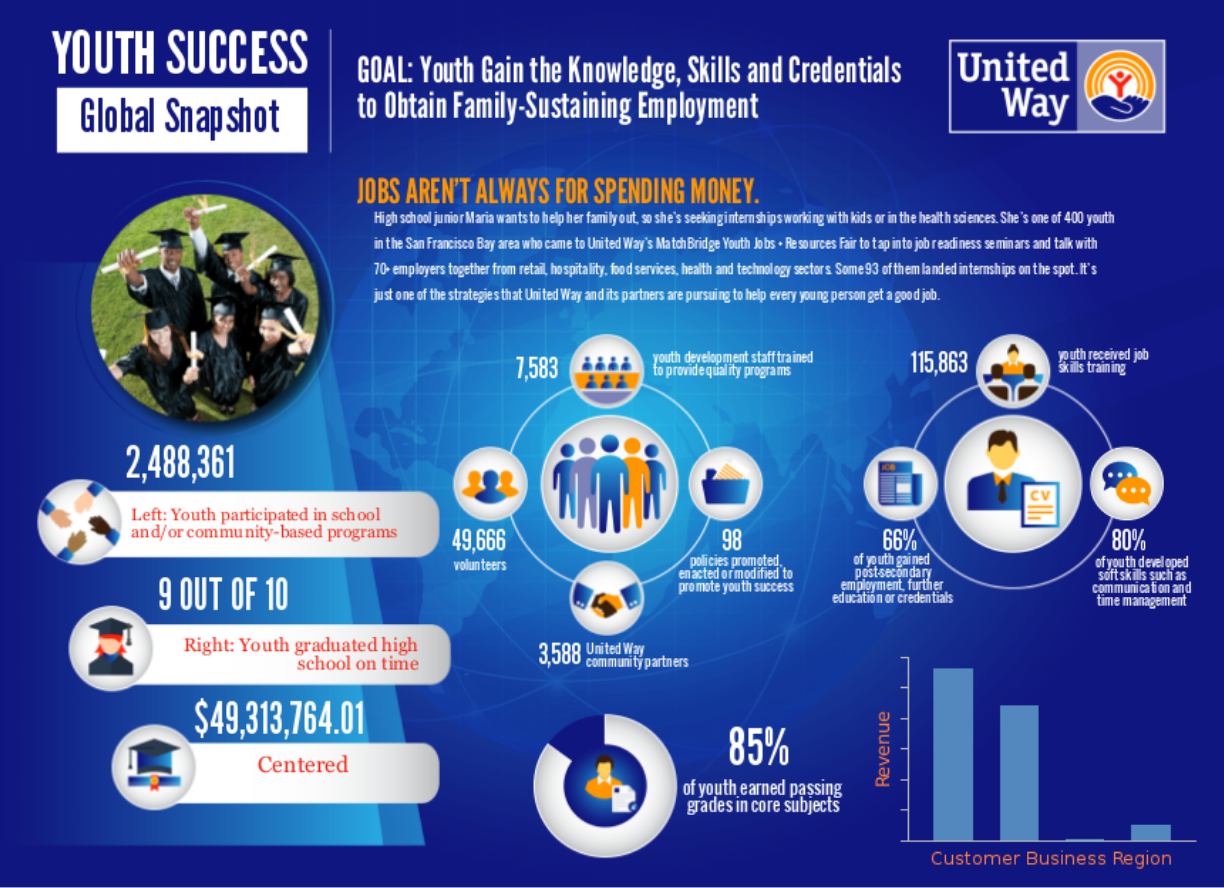 YOUTH SUCCESS
Global Snapshot
GOAL: Youth Gain the Knowledge, Skills and Credentials
to Obtain Family-Sustaining Employment
United
Way
JOBS AREN'T ALWAYS FOR SPENDING MONEY.
High school junior Maria wants to help her family out, so she's seeking internships working with kids or in the health sciences. She's one of 400 youth
in the San Francisco Bay area who came to United Way's MatchBridge Youth Jobs + Resources Fair to tap into job readiness seminars and talk with
70+ employers together from retail, hospitality, food services, health and technology sectors. Some 93 of them landed internships on the spot. It's
just one of the strategies that United Way and its partners are pursuing to help every young person get a good job.
2,488,361
Left: Youth participated in school
and/or community-based programs
9 OUT OF 10
Right: Youth graduated high
school on time
$49,313,764.01
Centered
7,583
youth development staff trained
to provide quality programs
49,666
volunteers
98
policies promoted,
enacted or modified to
promote youth success
3,588
United Way
community partners
115,863
youth received job
skills training
JOB
CV
66%
of youth gained
post-secondary
employment, further
education or credentials
80%
of youth developed
soft skills such as
communication and
time management
85%
of youth earned passing
grades in core subjects
Revenue
Customer Business Region